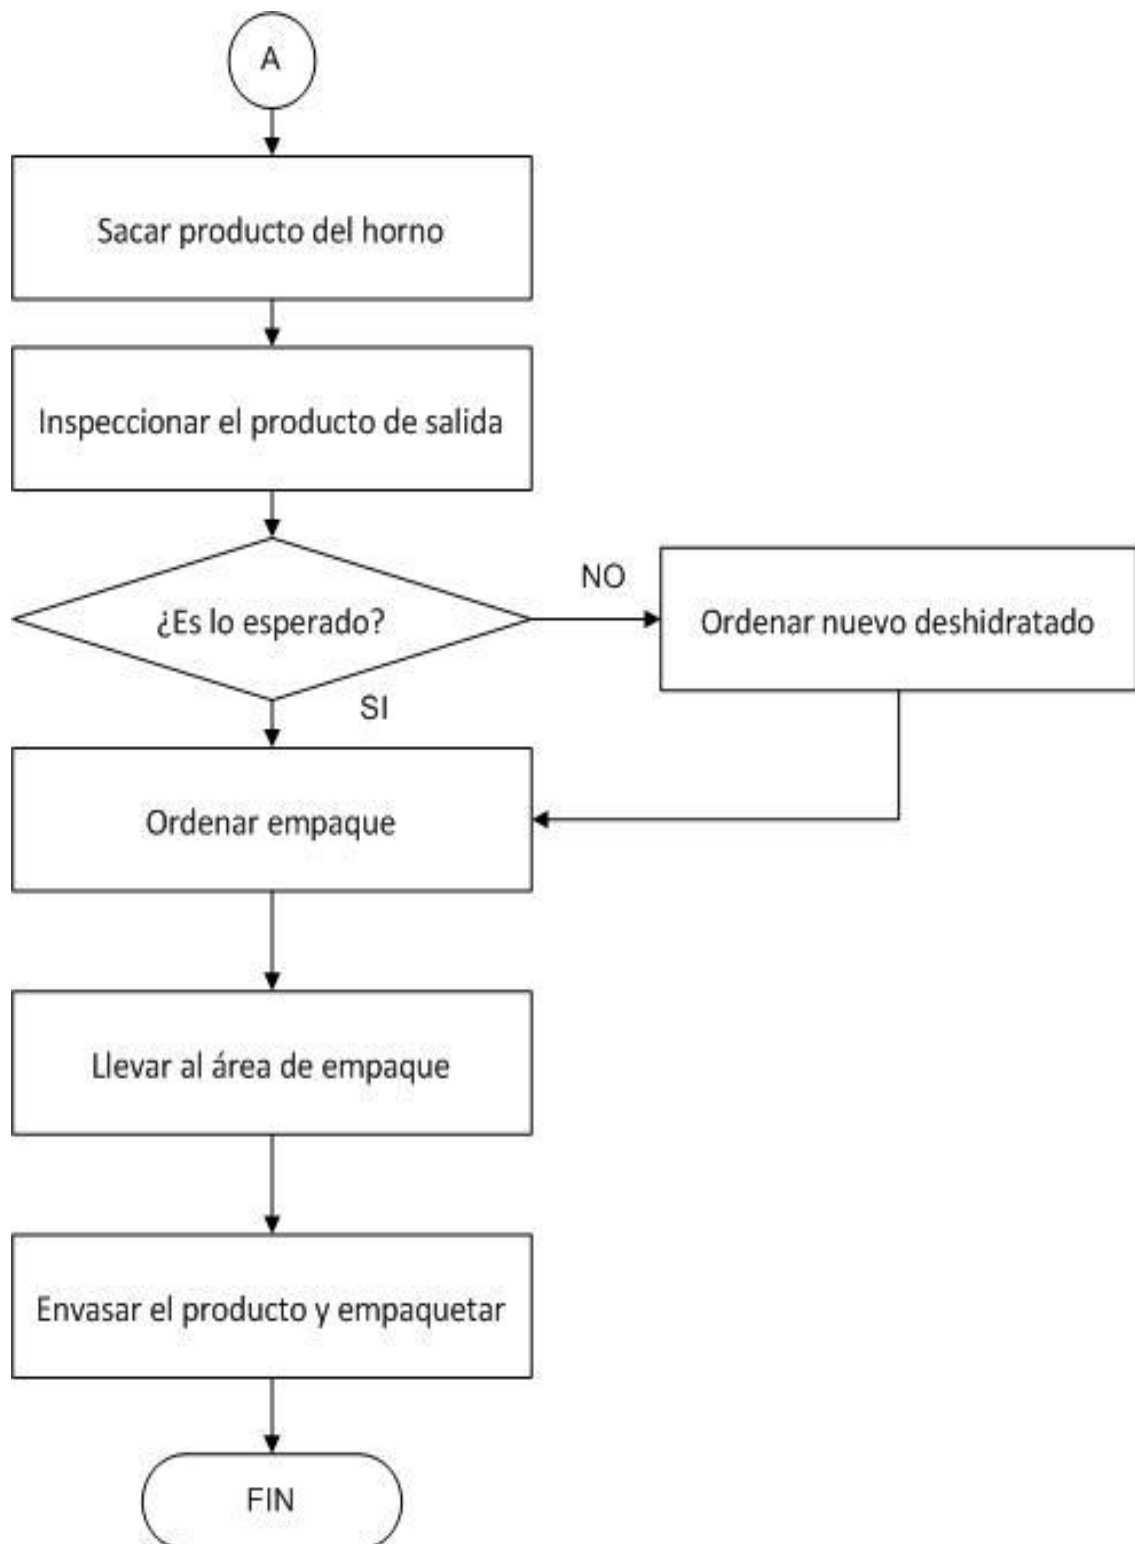 A
Sacar producto del horno
Inspeccionar el producto de salida
¿Es lo esperado?
NO
Ordenar nuevo deshidratado
SI
Ordenar empaque
Llevar al área de empaque
Envasar el producto y empaquetar
FIN